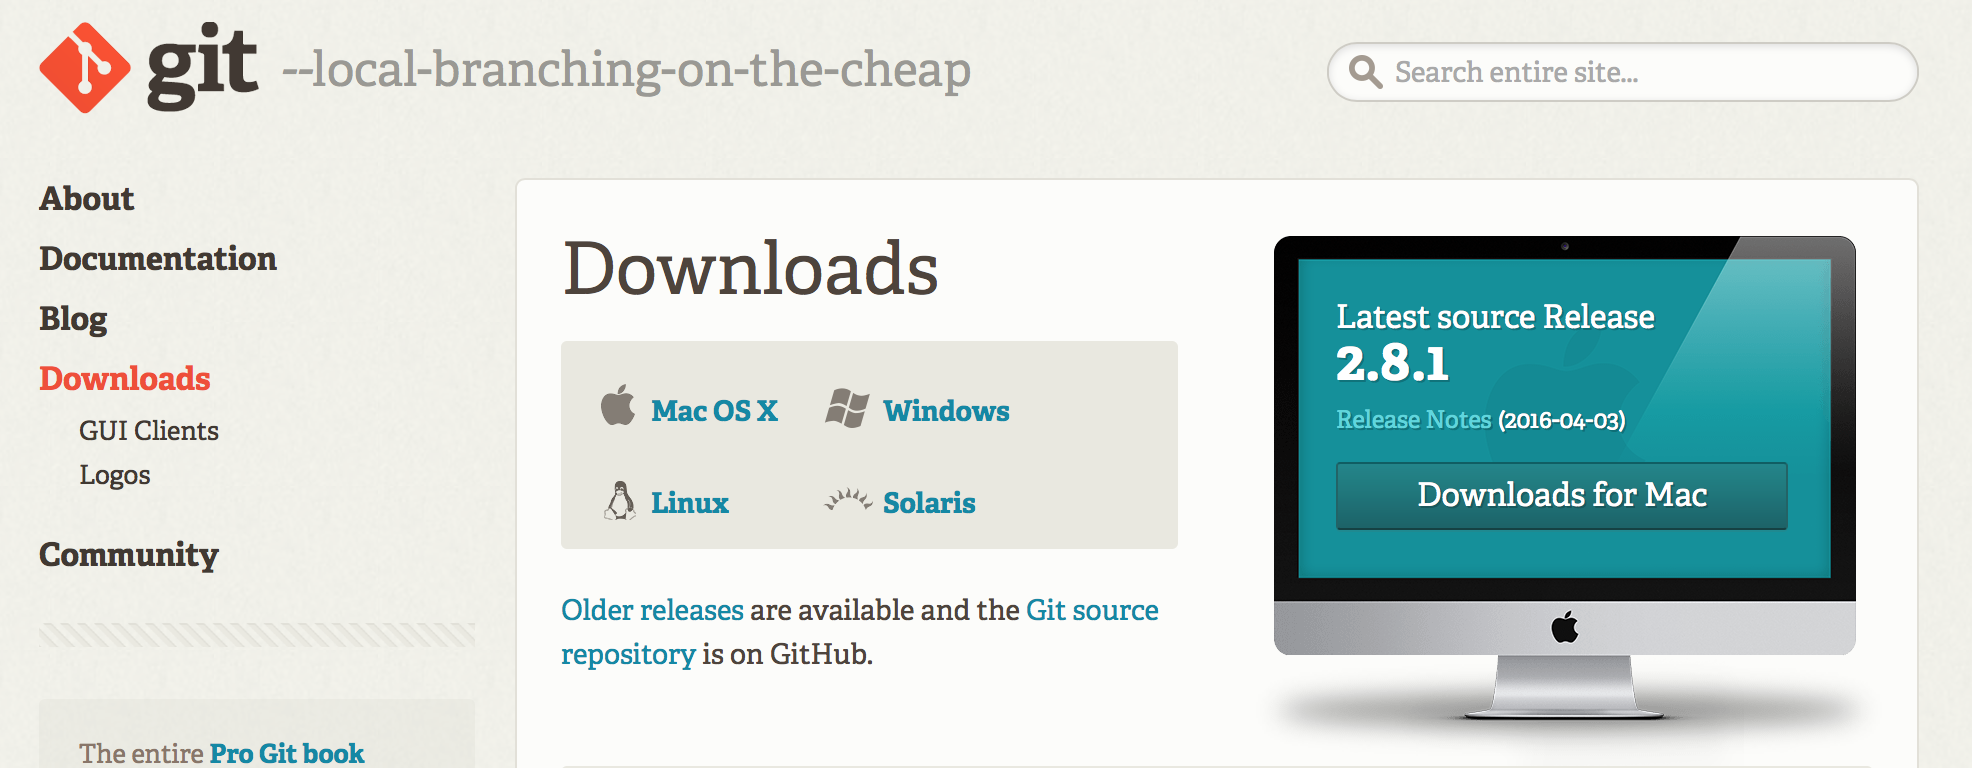 git --local-branching-on-the-cheap
Search entire site...
About
Documentation
Blog
Downloads
GUI Clients
Logos
Community
The entire Pro Git book
Downloads
Mac OS X
Windows
Linux
Solaris
Older releases are available and the Git source
repository is on GitHub.
Latest source Release
2.8.1
Release Notes (2016-04-03)
Downloads for Mac